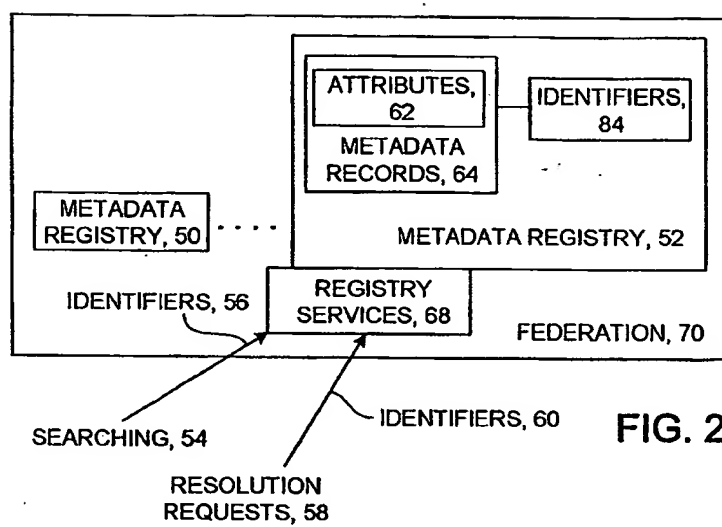 ATTRIBUTES,
62
IDENTIFIERS,
84
METADATA
RECORDS, 64
METADATA
REGISTRY, 50
METADATA REGISTRY, 52
IDENTIFIERS, 56
REGISTRY
SERVICES, 68
FEDERATION, 70
SEARCHING, 54
IDENTIFIERS, 60
FIG. 2
RESOLUTION
REQUESTS, 58